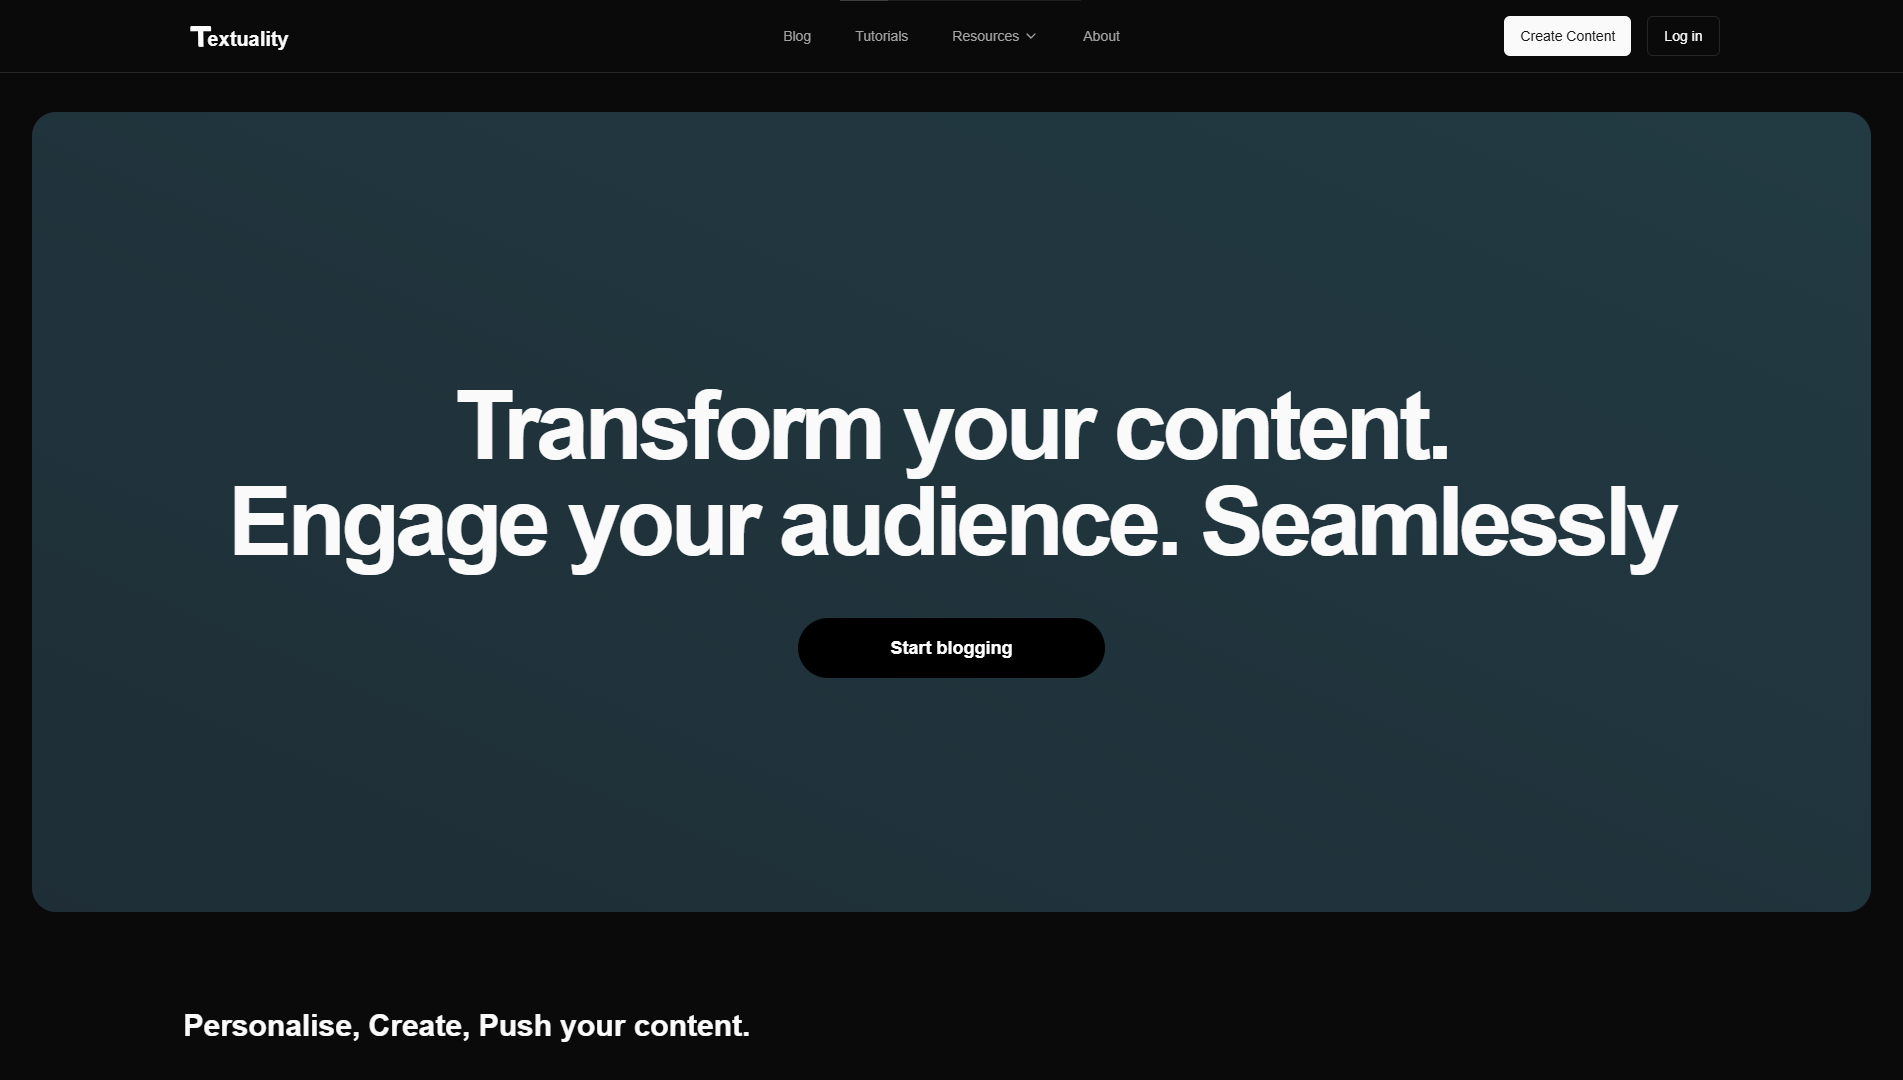 Textuality
Blog
Tutorials
Resources
About
Create Content
Log in
Transform your content.
Engage your audience. Seamlessly
Start blogging
Personalise, Create, Push your content.